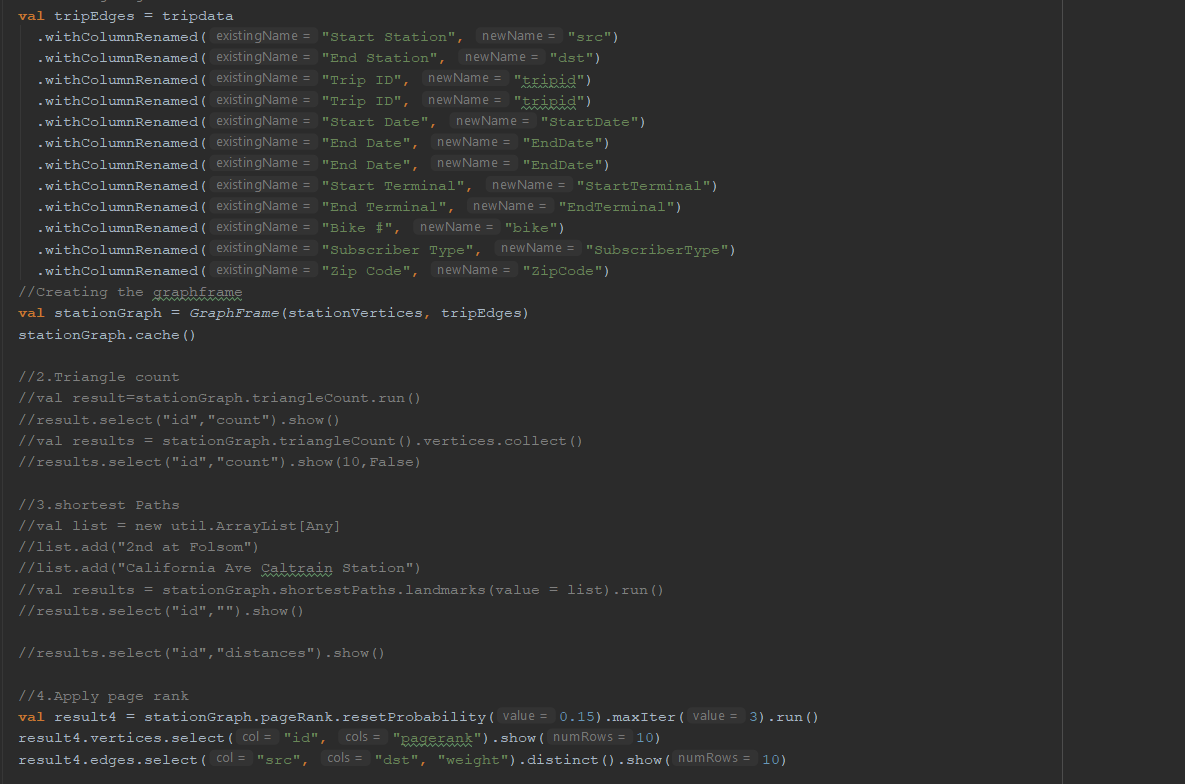 val tripEdges = tripdata
.withColumnRenamed( existingName = "Start Station", newName = "src")
.withColumnRenamed( existingName = "End Station", newName = "dst")
.withColumnRenamed( existingName = "Trip ID", newName = "tripid")
.withColumnRenamed( existingName = "Trip ID", newName = "tripid")
.withColumnRenamed( existingName = "Start Date", newName = "StartDate")
.withColumnRenamed( existingName = "End Date", newName = "EndDate")
.withColumnRenamed( existingName = "End Date", newName = "EndDate")
.withColumnRenamed( existingName = "Start Terminal", newName = "StartTerminal")
.withColumnRenamed( existingName = "End Terminal", newName = "EndTerminal")
.withColumnRenamed( existingName = "Bike #", newName = "bike")
.withColumnRenamed( existingName = "Subscriber Type", newName = "SubscriberType")
.withColumnRenamed( existingName = "Zip Code", newName = "ZipCode")
//Creating the graphframe
val stationGraph = GraphFrame(stationVertices, tripEdges)
stationGraph.cache()
//2.Triangle count
//val result=stationGraph.triangleCount.run()
//result.select("id","count").show()
//val results = stationGraph.triangleCount().vertices.collect()
//results.select("id","count").show(10,False)
//3.shortest Paths
//val list = new util.ArrayList[Any]
//list.add("2nd at Folsom")
//list.add("California Ave Caltrain Station")
//val results = stationGraph.shortestPaths.landmarks(value = list).run()
//results.select("id","").show()
//results.select("id","distances").show()
//4.Apply page rank
val result4 = stationGraph.pageRank.resetProbability( value = 0.15).maxIter( value = 3).run()
result4.vertices.select( col = "id", cols = "pagerank").show( numRows = 10)
result4.edges.select( col = "src", cols = "dst", "weight").distinct().show( numRows = 10)